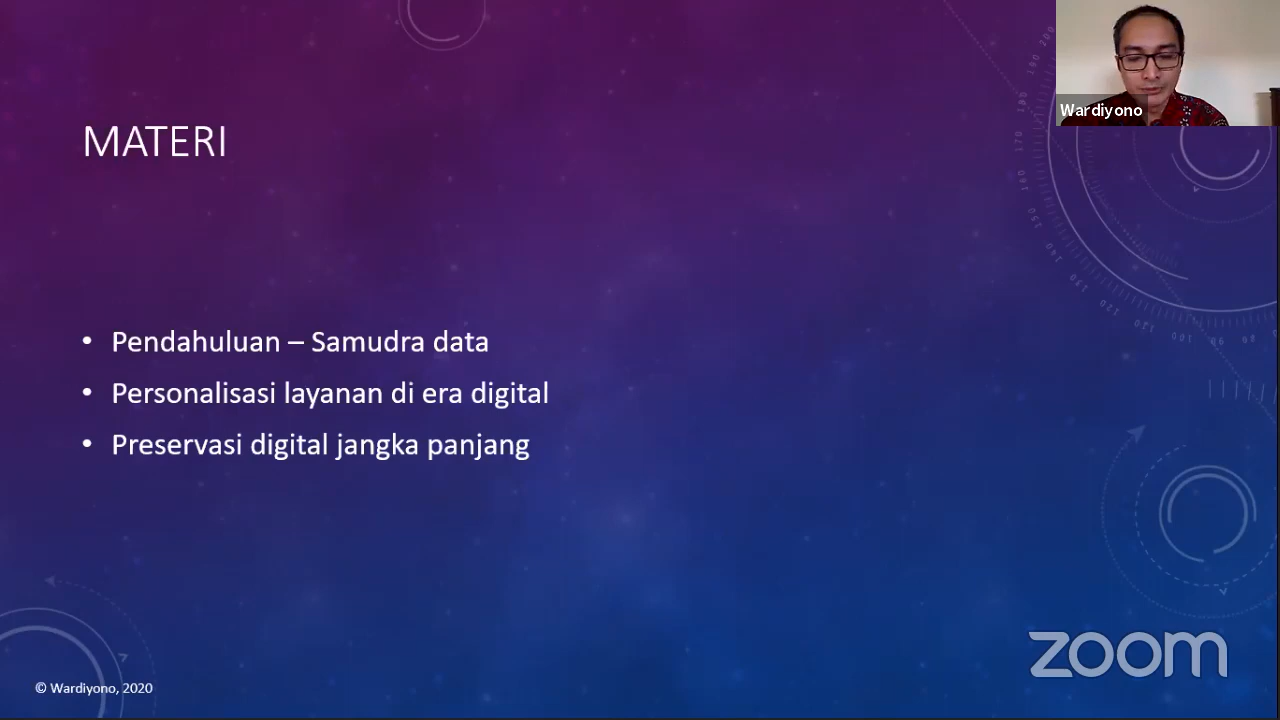 Wardiyono
MATERI
• Pendahuluan – Samudra data
• Personalisasi layanan di era digital
• Preservasi digital jangka panjang
zoom
© Wardiyono, 2020